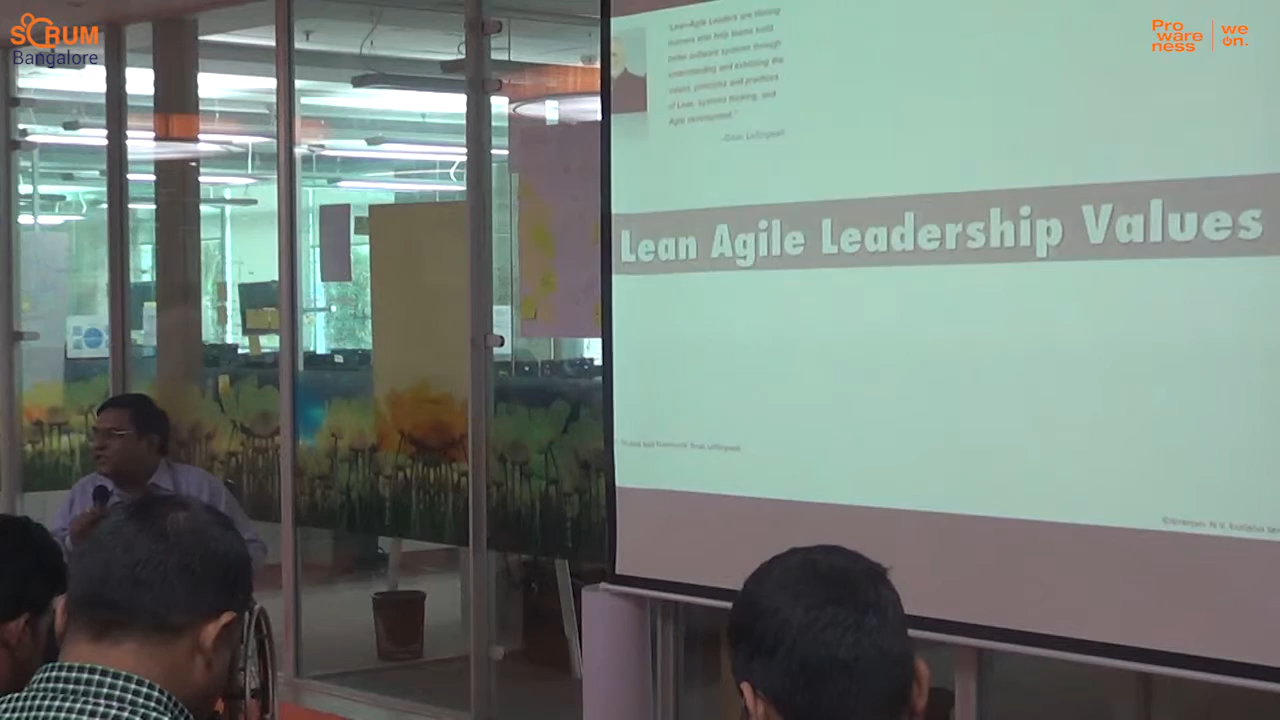 SCRUM
Bangalore
Pro
ware
ness
we
on.
Lean-Agile Leaders are lifelong
learners who help teams build
better software systems through
understanding and exhibiting the
values, principles and practices
of Lean, systems thinking, and
-Dean Leffingwell
Lean Agile Leadership Values